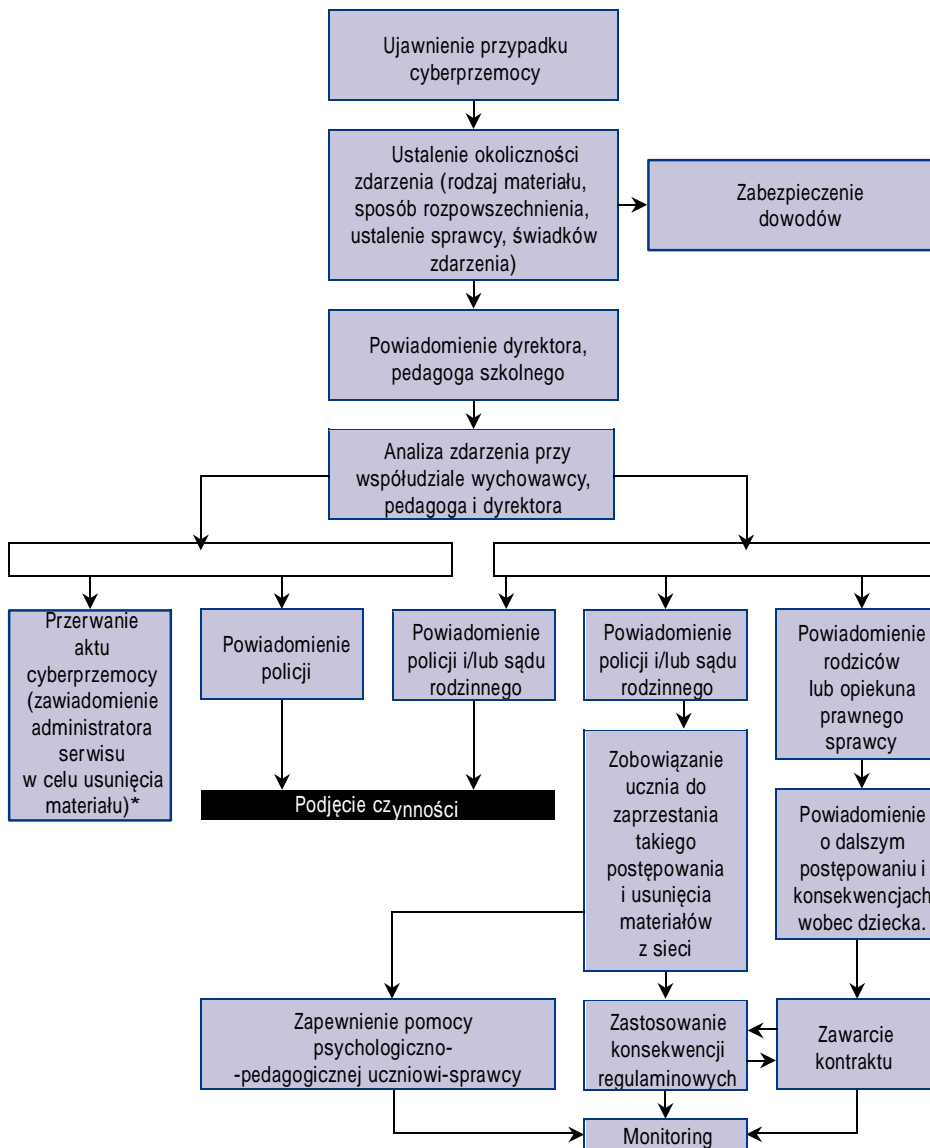 Ujawnienie przypadku
cyberprzemocy
Ustalenie okoliczności
zdarzenia (rodzaj materiału,
sposób rozpowszechnienia,
ustalenie sprawcy, świadków
zdarzenia)
Zabezpieczenie
dowodów
Powiadomienie dyrektora,
pedagoga szkolnego
Analiza zdarzenia przy
współudziale wychowawcy,
pedagoga i dyrektora
Przerwanie
aktu
cyberprzemocy
(zawiadomienie
administratora
serwisu
w celu usunięcia
materiału)*
Powiadomienie
policji
Powiadomienie
policji i/lub sądu
rodzinnego
Powiadomienie
policji i/lub sądu
rodzinnego
Powiadomienie
rodziców
lub opiekuna
prawnego
sprawcy
Podjęcie czynności
Zobowiązanie
ucznia do
zaprzestania
takiego
postępowania
i usunięcia
materiałów
z sieci
Powiadomienie
o dalszym
postępowaniu i
konsekwencjach
wobec dziecka.
Zapewnienie pomocy
psychologiczno-
-pedagogicznej uczniowi-sprawcy
Zastosowanie
konsekwencji
regulaminowych
Zawarcie
kontraktu
Monitoring